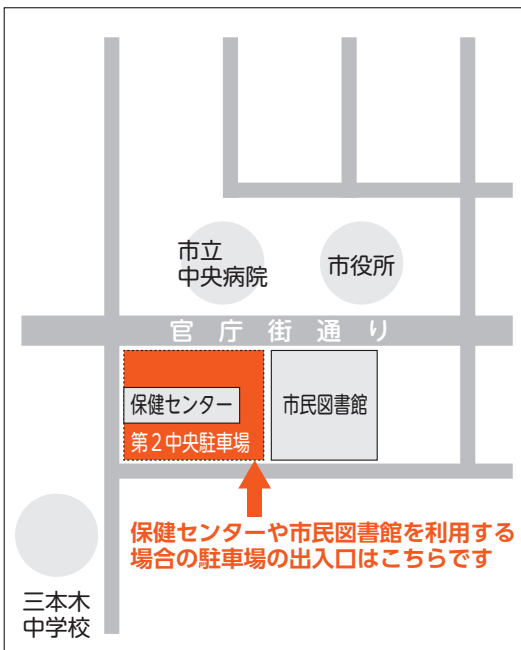 市立
中央病院
市役所
官庁街通り
保健センター
市民図書館
第2中央駐車場
保健センターや市民図書館を利用する
場合の駐車場の出入口はこちらです
三本木
中学校